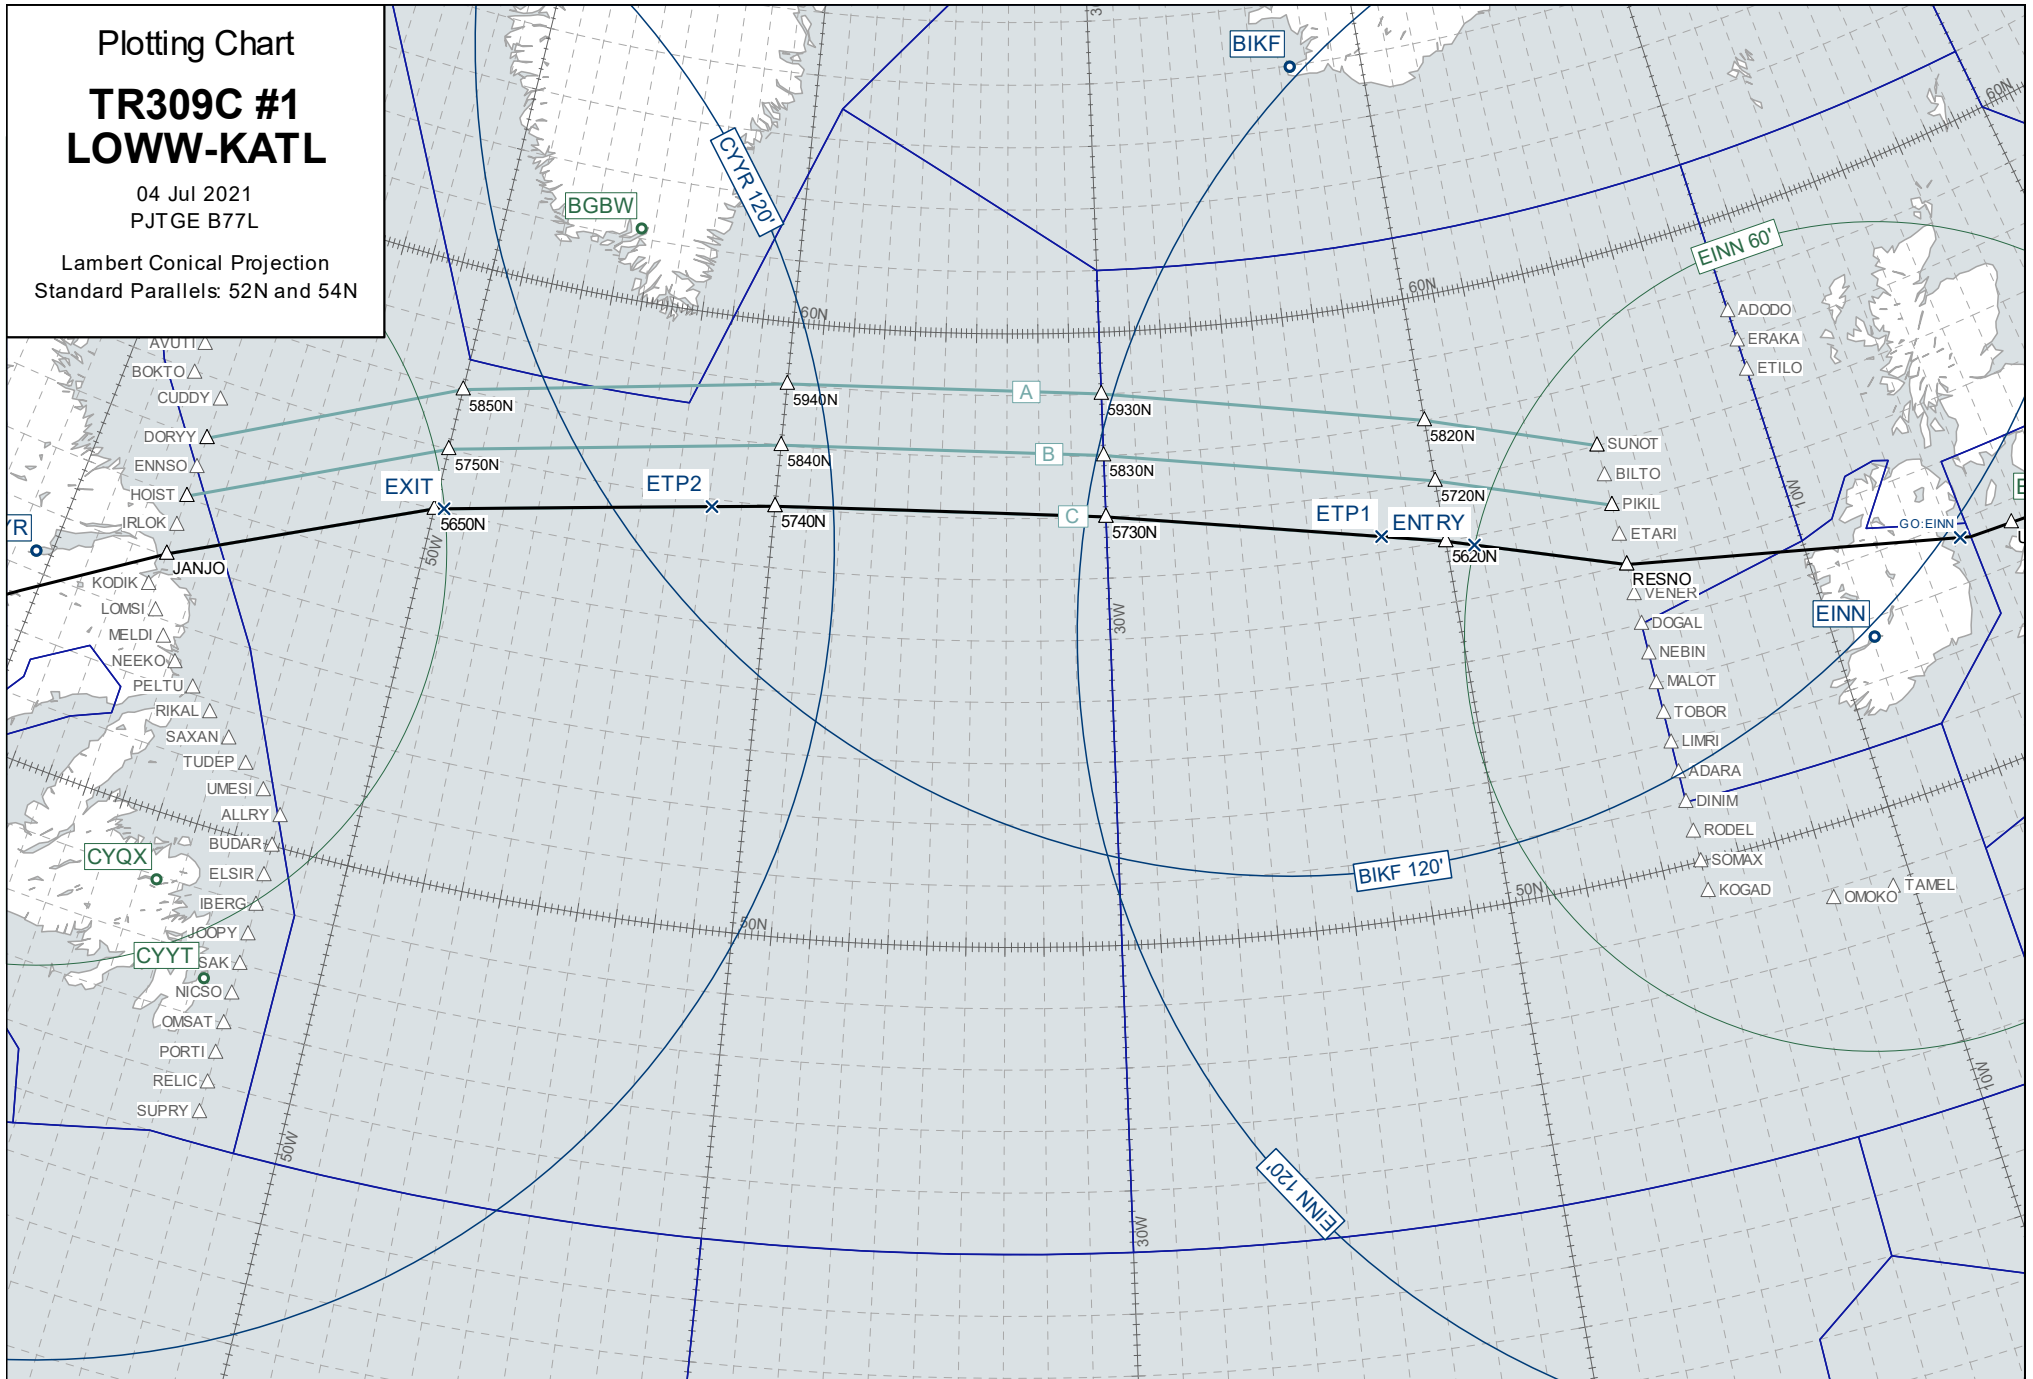 Plotting Chart
TR309C #1
LOWW-KATL
04 Jul 2021
PJTGE B77L
Lambert Conical Projection
Standard Parallels: 52N and 54N
BIKF
60N
CYYR 120'
BGBW
EINN 60'
60N
60N
ADODO
ERAKA
ETILO
AVUTI
BOKTO
CUDDY
DORYY
ENNSO
HOIST
IRLOK
5850N
5940N
A
5930N
5820N
SUNOT
5750N
5840N
B
5830N
5720N
BILTO
PIKIL
ETARI
10W
EXIT
ETP2
ETP1
ENTRY
GO:EINN
YR
5650N
5740N
C
5730N
5620N
50W
JANJO
RESNO
VENER
KODIK
LOMSI
MELDI
NEEKO
PELTU
RIKAL
SAXAN
TUDEP
UMESI
ALLRY
BUDAR
30W
EINN
DOGAL
NEBIN
MALOT
TOBOR
LIMRI
ADARA
DINIM
RODEL
SOMAX
KOGAD
OMOKO
TAMEL
CYQX
ELSIR
IBERG
JOOPY
BIKF 120'
50N
50N
CYYT
SAK
NICSO
OMSAT
PORTI
RELIC
SUPRY
10W
50W
EINN 120'
30W